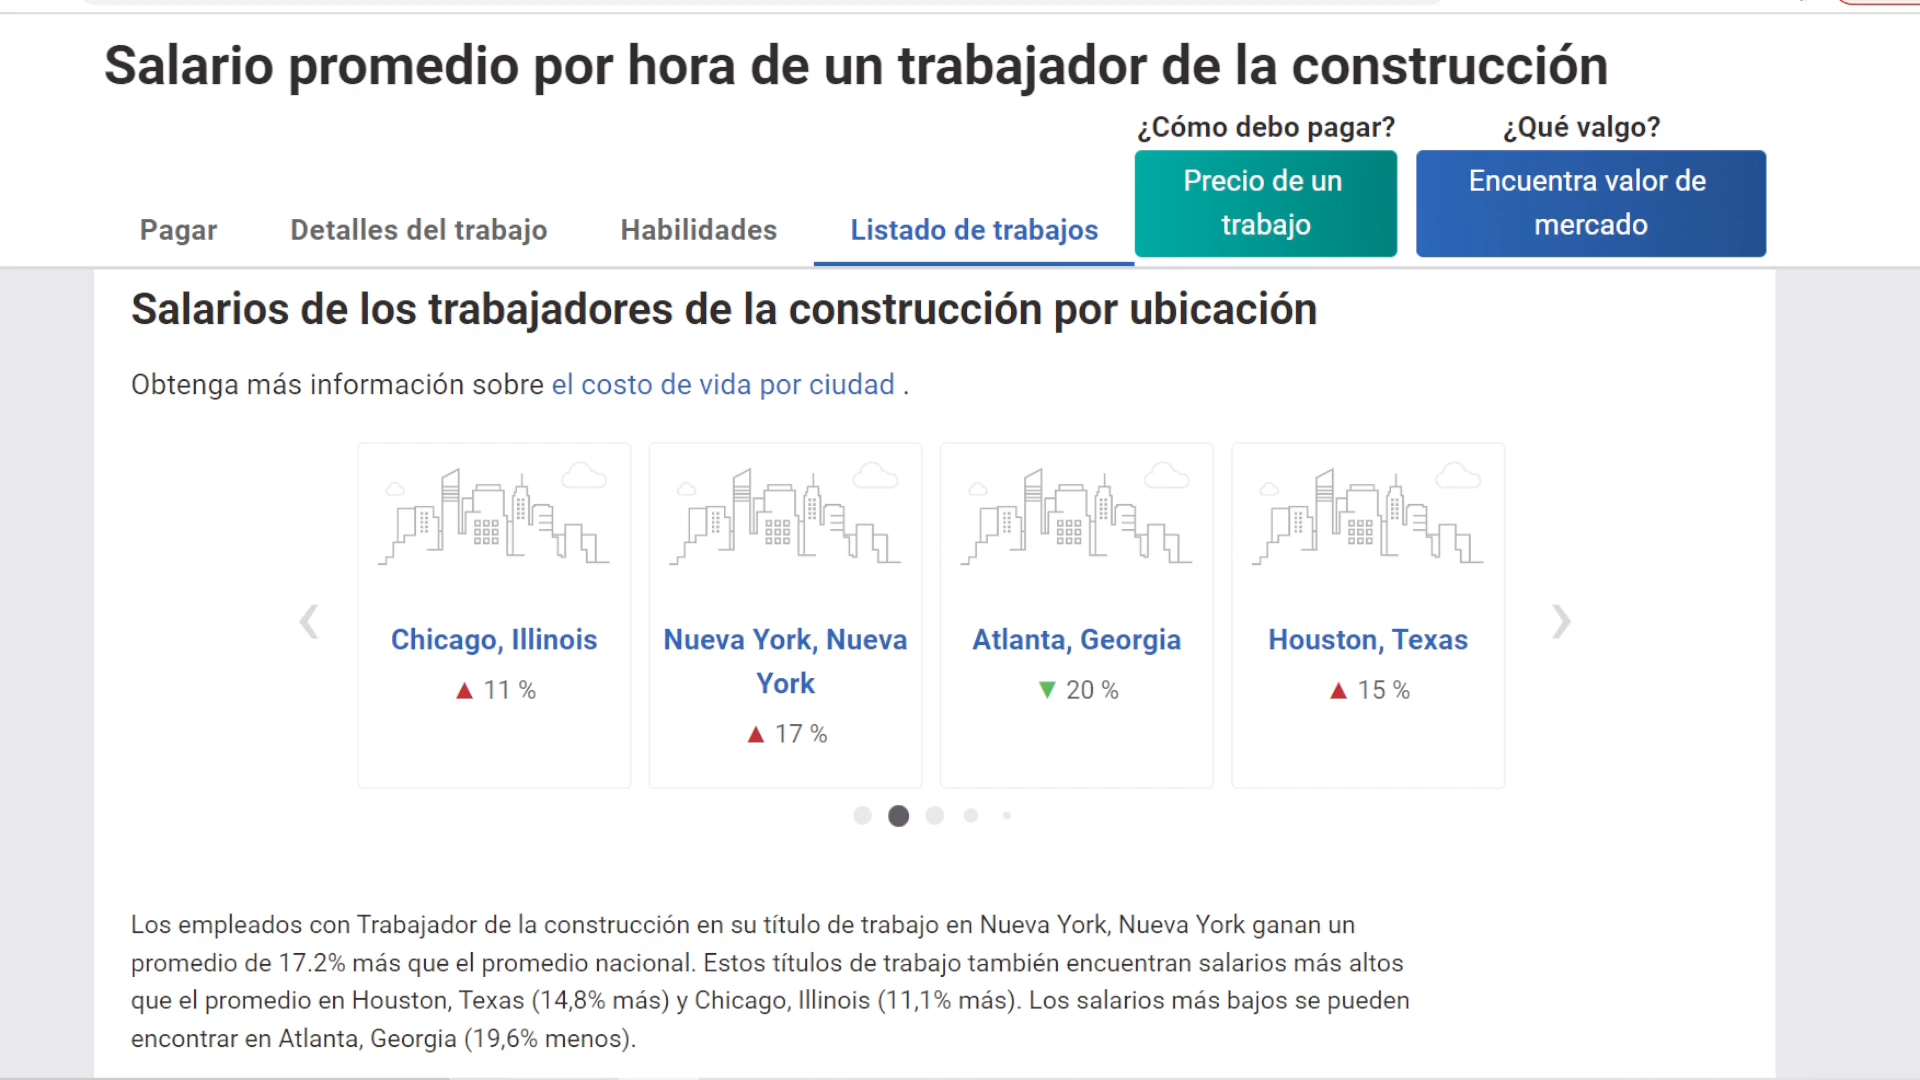 Salario promedio por hora de un trabajador de la construcción
¿Cómo debo pagar?
¿Qué valgo?
Precio de un
trabajo
Encuentra valor de
mercado
Pagar
Detalles del trabajo
Habilidades
Listado de trabajos
Salarios de los trabajadores de la construcción por ubicación
Obtenga más información sobre el costo de vida por ciudad .
Chicago, Illinois
▲ 11 %
Nueva York, Nueva
York
▲ 17 %
Atlanta, Georgia
▼ 20 %
Houston, Texas
▲ 15 %
Los empleados con Trabajador de la construcción en su título de trabajo en Nueva York, Nueva York ganan un
promedio de 17.2% más que el promedio nacional. Estos títulos de trabajo también encuentran salarios más altos
que el promedio en Houston, Texas (14,8% más) y Chicago, Illinois (11,1% más). Los salarios más bajos se pueden
encontrar en Atlanta, Georgia (19,6% menos).